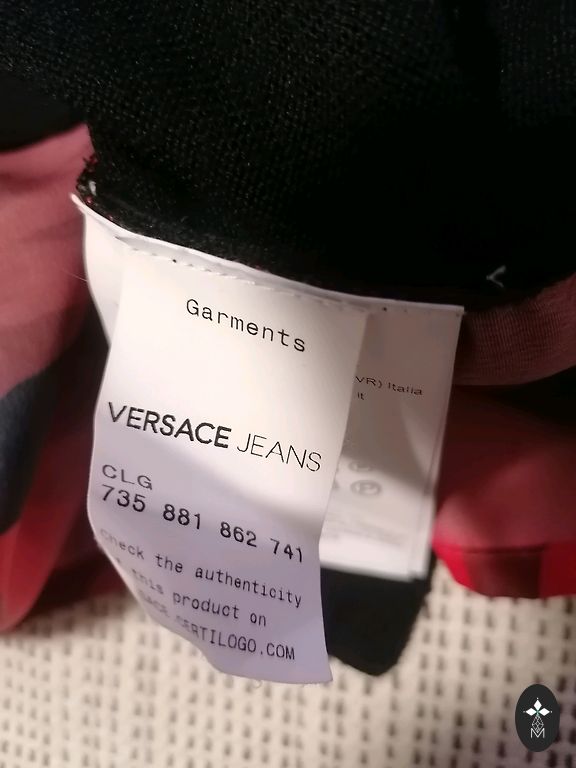 Garments
VERSACE JEANS
CLG
735 881 862 741
check the authenticity
this product on
CERTILOGO.COM
VR) Italia
it
M